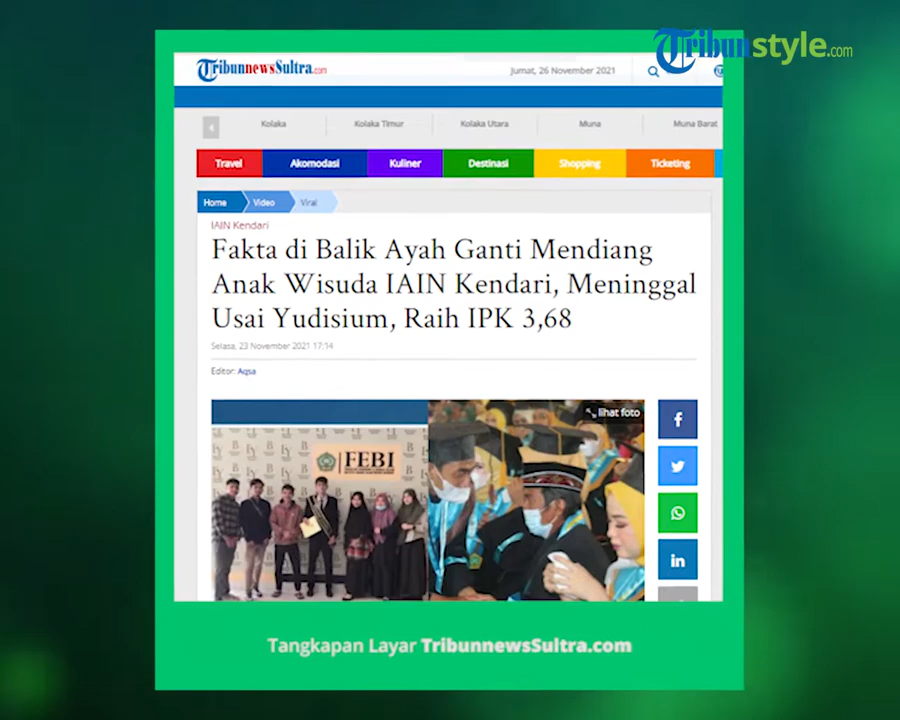 Tribunstyle.com
TribunnewsSultra.com
Jumat, 26 November 2021
Kolaka
Kolaka Timur
Kolaka Utara
Muna
Muna Barat
Travel
Akomodasi
Kuliner
Destinasi
Shopping
Ticketing
Home
Video
Viral
IAIN Kendari
Fakta di Balik Ayah Ganti Mendiang
Anak Wisuda IAIN Kendari, Meninggal
Usai Yudisium, Raih IPK 3,68
Selasa, 23 November 2021 17:14
Editor: Aqsa
lihat foto
FEBI
Tangkapan Layar TribunnewsSultra.com